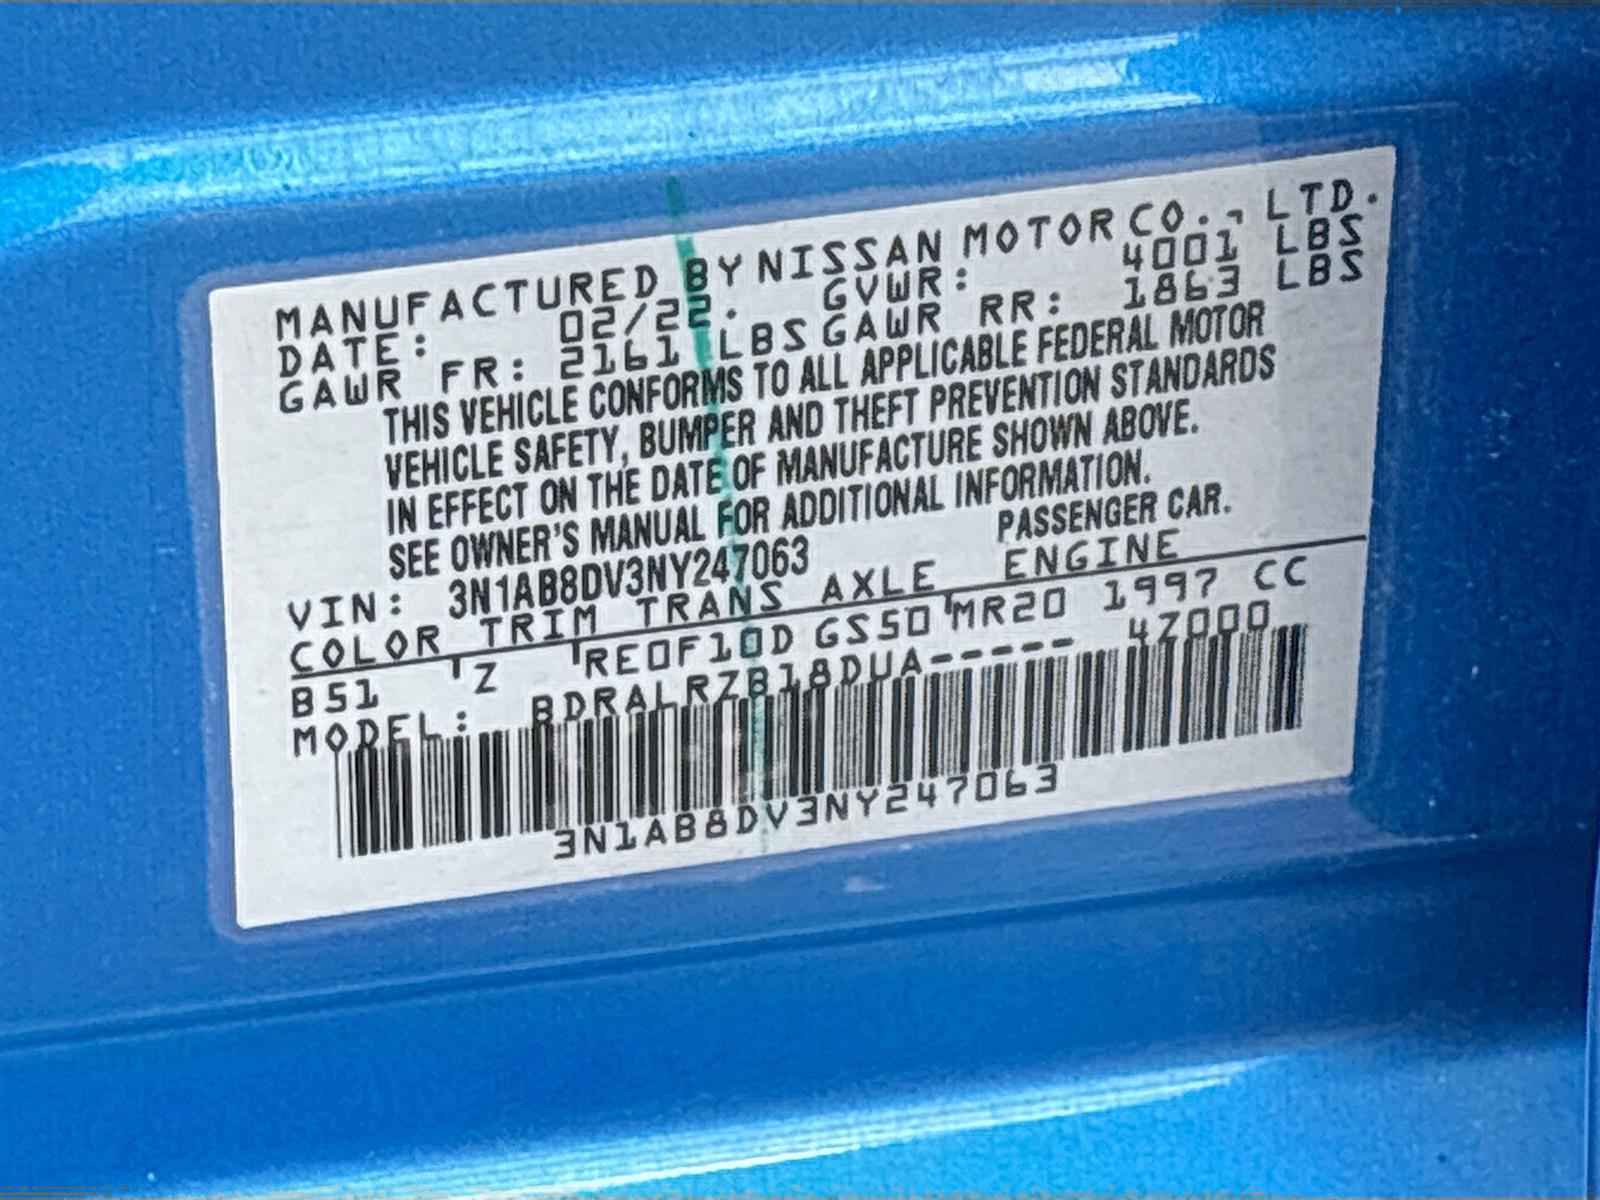 MANUFACTURED BY NISSAN MOTOR CO., LTD.
DATE: 02/22. GVWR: 4001 LBS
GAWR FR: 2161 LBS GAWR RR: 1863 LBS
THIS VEHICLE CONFORMS TO ALL APPLICABLE FEDERAL MOTOR
VEHICLE SAFETY, BUMPER AND THEFT PREVENTION STANDARDS
IN EFFECT ON THE DATE OF MANUFACTURE SHOWN ABOVE.
SEE OWNER'S MANUAL FOR ADDITIONAL INFORMATION.
VIN: 3N1AB8DV3NY247063 PASSENGER CAR.
COLOR TRIM TRANS AXLE ENGINE
B51 Z RE0F10D GS50 MR20 1997 CC
MODEL: BDRALRZB18DUA----- 4Z000
3N1AB8DV3NY247063